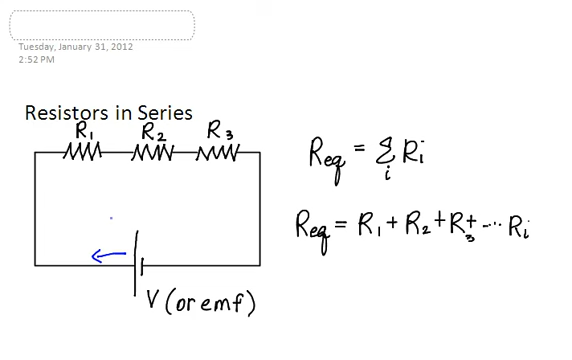 Tuesday, January 31, 2012
2:52 PM
Resistors in Series
R₁ R₂ R₃
Req = Σᵢ Ri
Req = R₁ + R₂ + R₃ + ... Ri
V (or emf)